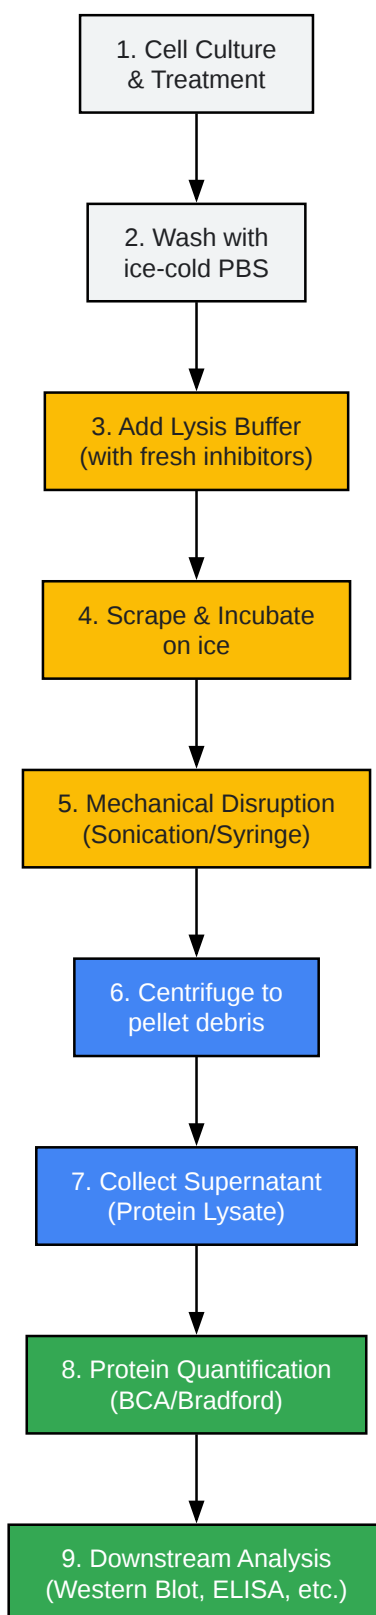 1. Cell Culture
& Treatment
2. Wash with
ice-cold PBS
3. Add Lysis Buffer
(with fresh inhibitors)
4. Scrape & Incubate
on ice
5. Mechanical Disruption
(Sonication/Syringe)
6. Centrifuge to
pellet debris
7. Collect Supernatant
(Protein Lysate)
8. Protein Quantification
(BCA/Bradford)
9. Downstream Analysis
(Western Blot, ELISA, etc.)